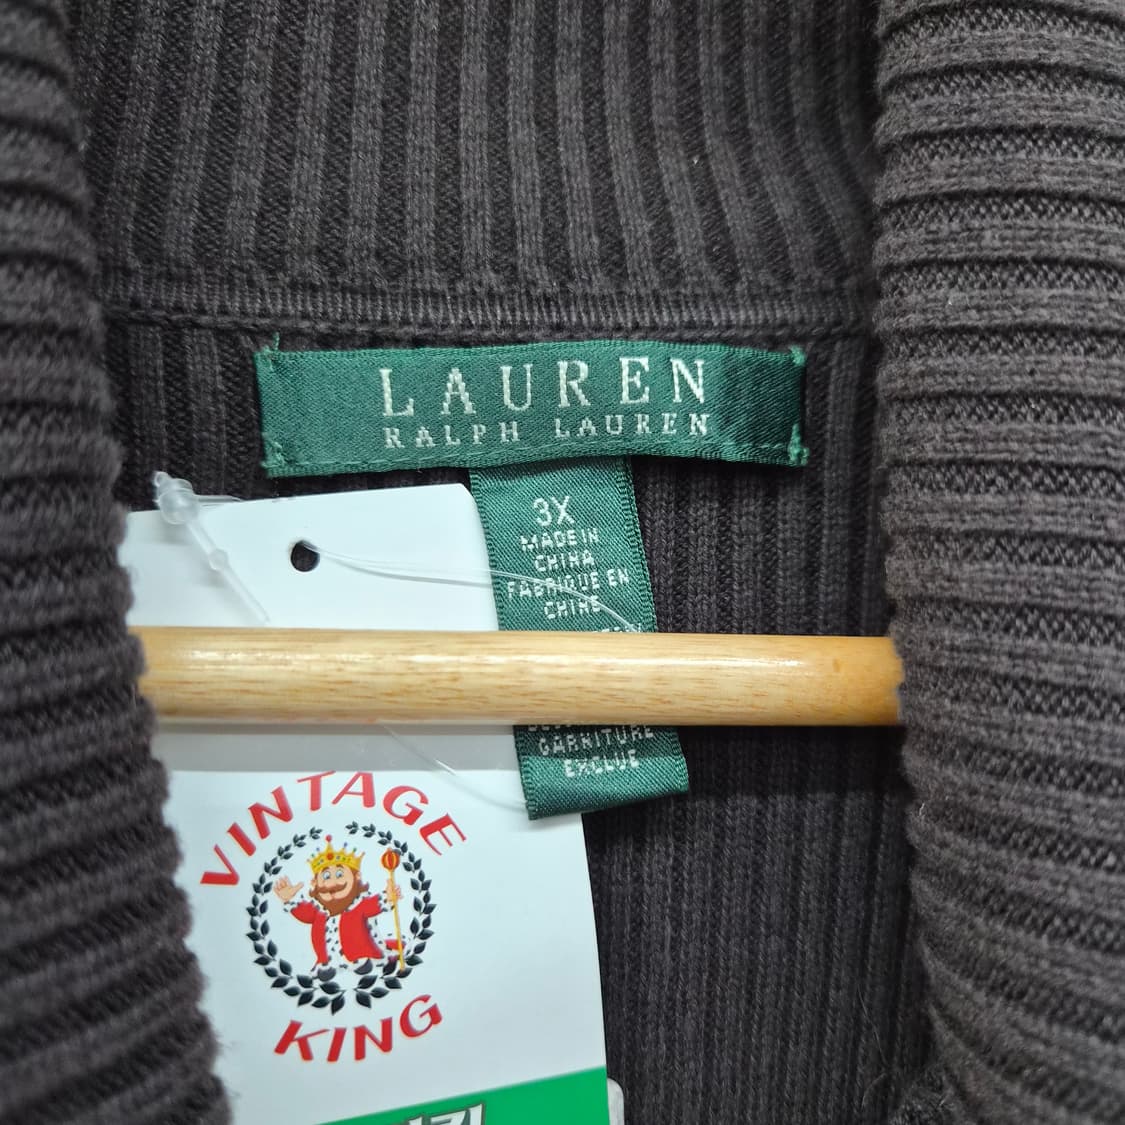 LAUREN
RALPH LAUREN
3X
MADE IN
CHINA
FABRIQUE EN
CHINE
GARNITURE
EXCLUE
VINTAGE
KING